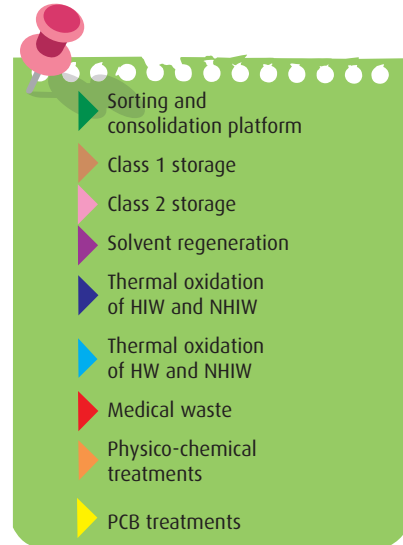 Sorting and
consolidation platform
Class 1 storage
Class 2 storage
Solvent regeneration
Thermal oxidation
of HIW and NHIW
Thermal oxidation
of HW and NHIW
Medical waste
Physico-chemical
treatments
PCB treatments